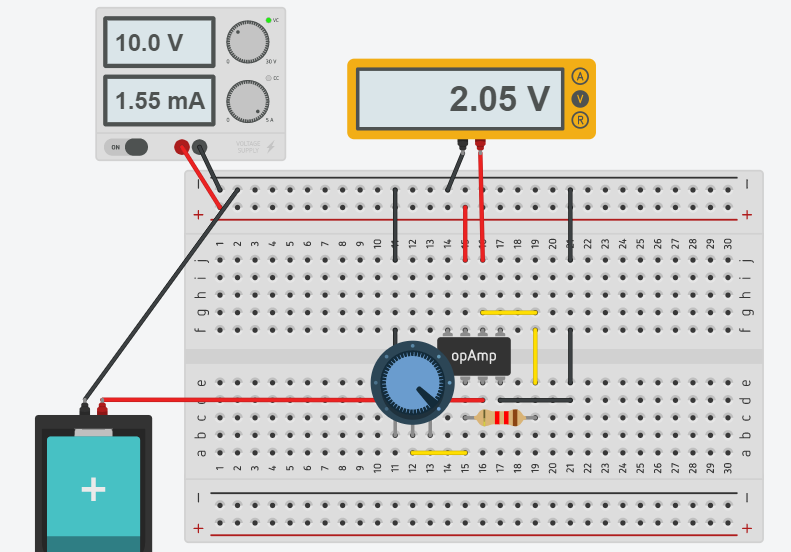 VC
10.0 V
0 30 V
CC
1.55 mA
0 5 A
ON
VOLTAGE
SUPPLY
2.05 V
A
V
R
− −
+ +
1 2 3 4 5 6 7 8 9 10 11 12 13 14 15 16 17 18 19 20 21 22 23 24 25 26 27 28 29 30
j j
i i
h h
g g
f f
opAmp
e e
d d
c c
b b
a a
1 2 3 4 5 6 7 8 9 10 11 12 13 14 15 16 17 18 19 20 21 22 23 24 25 26 27 28 29 30
− −
+ +
+